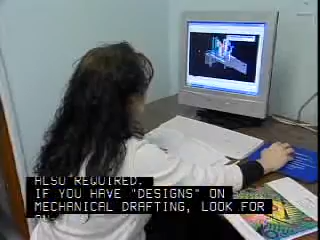 ALSO REQUIRED.
IF YOU HAVE "DESIGNS" ON
MECHANICAL DRAFTING, LOOK FOR